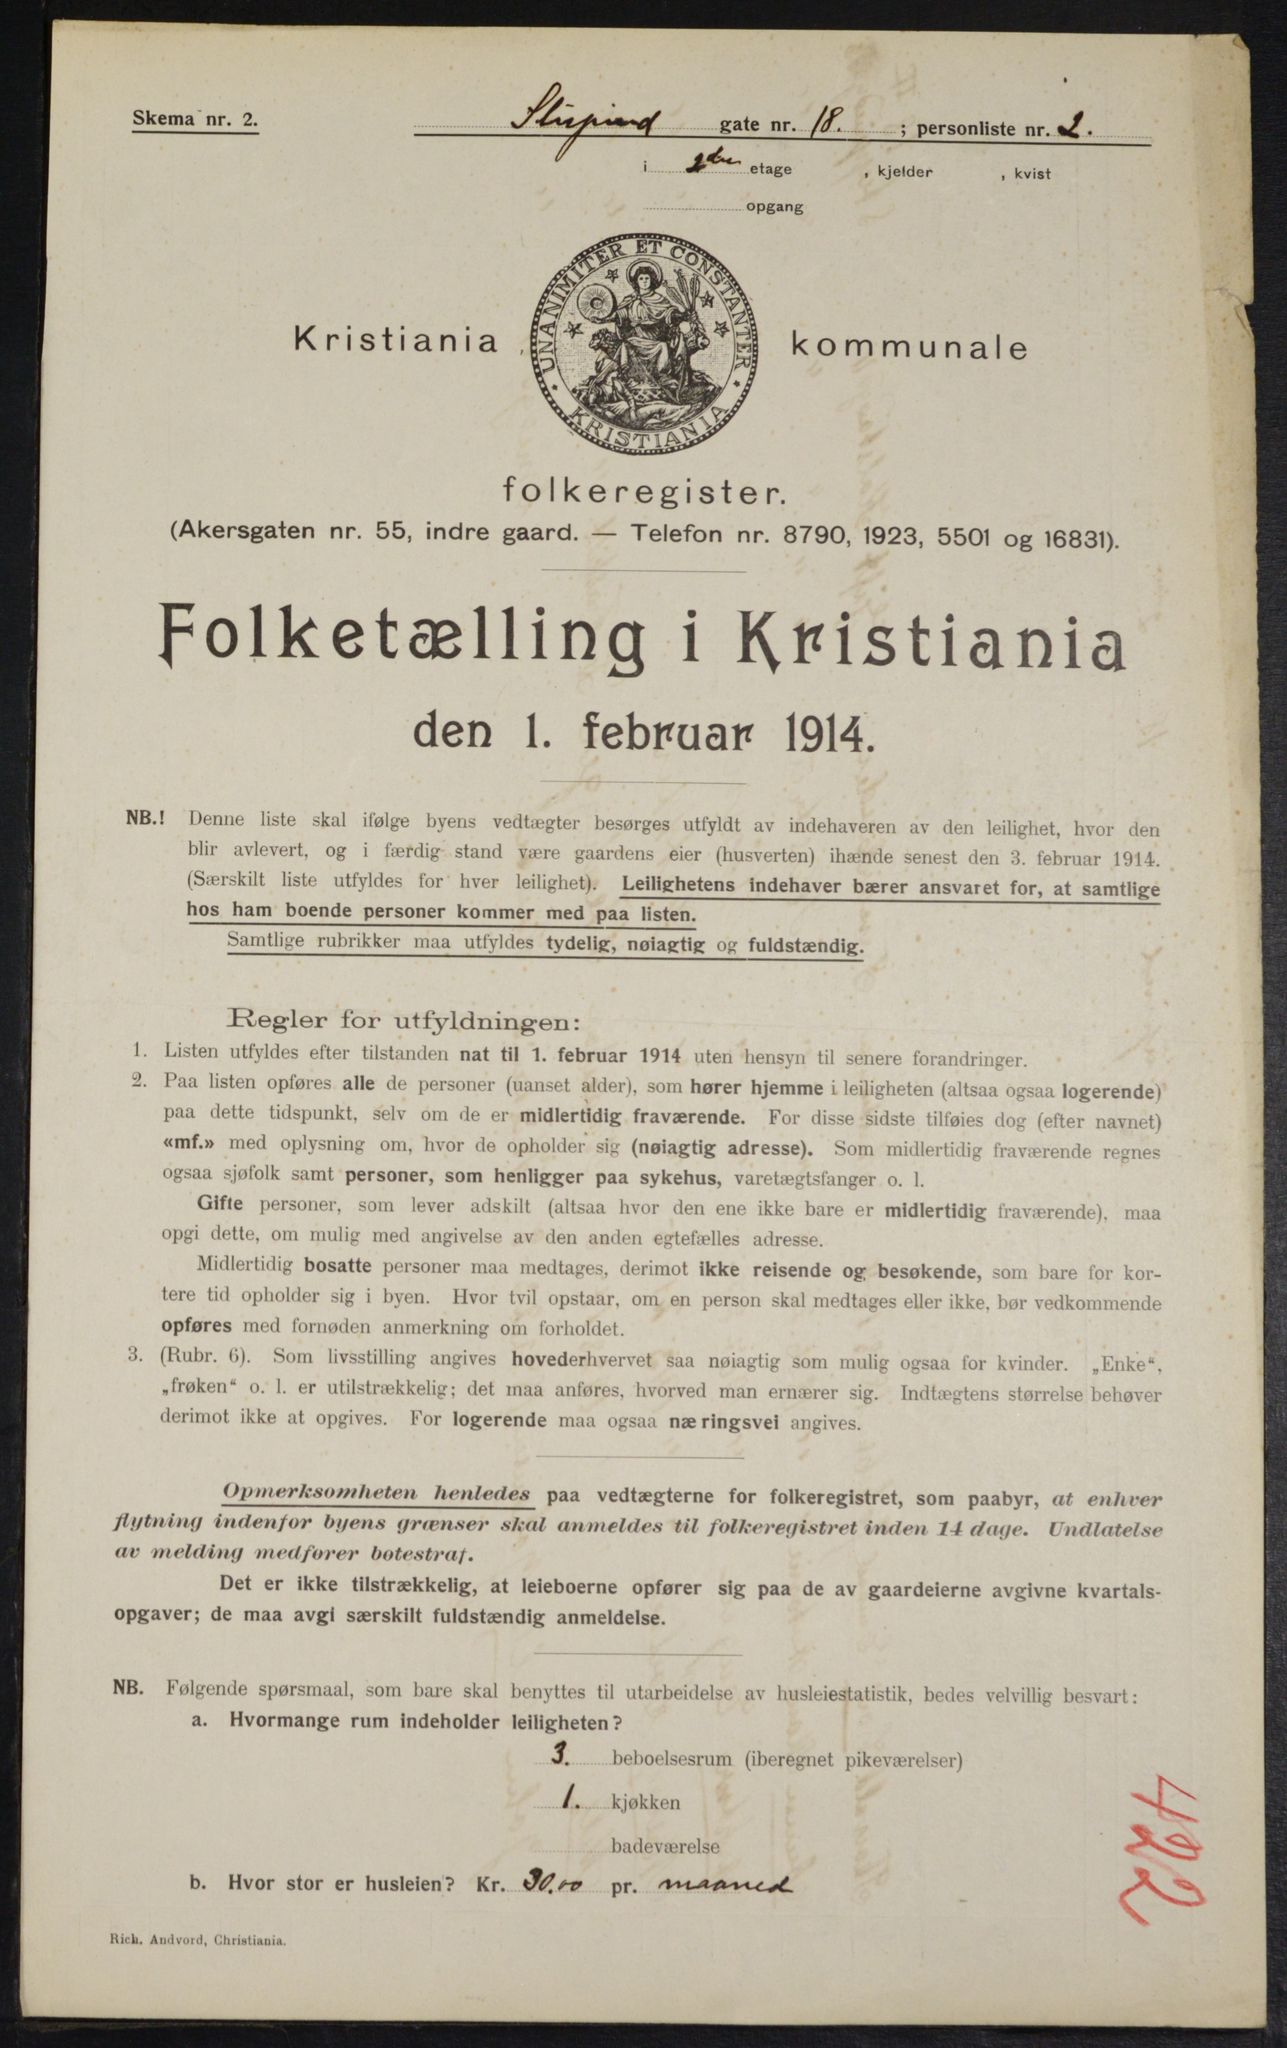 Skema nr. 2.
gate nr. 18. ; personliste nr. 2.
i 2den etage , kjelder , kvist
opgang
UNANIMITER ET CONSTANTER
KRISTIANIA
Kristiania kommunale
folkeregister.
(Akersgaten nr. 55, indre gaard. — Telefon nr. 8790, 1923, 5501 og 16831).
Folketælling i Kristiania
den 1. februar 1914.
NB.! Denne liste skal ifølge byens vedtægter besørges utfyldt av indehaveren av den leilighet, hvor den
blir avlevert, og i færdig stand være gaardens eier (husverten) ihænde senest den 3. februar 1914.
(Særskilt liste utfyldes for hver leilighet). Leilighetens indehaver bærer ansvaret for, at samtlige
hos ham boende personer kommer med paa listen.
Samtlige rubrikker maa utfyldes tydelig, nøiagtig og fuldstændig.
Regler for utfyldningen:
1. Listen utfyldes efter tilstanden nat til 1. februar 1914 uten hensyn til senere forandringer.
2. Paa listen opføres alle de personer (uanset alder), som hører hjemme i leiligheten (altsaa ogsaa logerende)
paa dette tidspunkt, selv om de er midlertidig fraværende. For disse sidste tilføies dog (efter navnet)
«mf.» med oplysning om, hvor de opholder sig (nøiagtig adresse). Som midlertidig fraværende regnes
ogsaa sjøfolk samt personer, som henligger paa sykehus, varetægtsfanger o. l.
Gifte personer, som lever adskilt (altsaa hvor den ene ikke bare er midlertidig fraværende), maa
opgi dette, om mulig med angivelse av den anden egtefælles adresse.
Midlertidig bosatte personer maa medtages, derimot ikke reisende og besøkende, som bare for kor-
tere tid opholder sig i byen. Hvor tvil opstaar, om en person skal medtages eller ikke, bør vedkommende
opføres med fornøden anmerkning om forholdet.
3. (Rubr. 6). Som livsstilling angives hovederhvervet saa nøiagtig som mulig ogsaa for kvinder. „Enke“,
„frøken“ o. l. er utilstrækkelig; det maa anføres, hvorved man ernærer sig. Indtægtens størrelse behøver
derimot ikke at opgives. For logerende maa ogsaa næringsvei angives.
Opmerksomheten henledes paa vedtægterne for folkeregistret, som paabyr, at enhver
flytning indenfor byens grænser skal anmeldes til folkeregistret inden 14 dage. Undlatelse
av melding medfører bøtestraf.
Det er ikke tilstrækkelig, at leieboerne opfører sig paa de av gaardeierne avgivne kvartals-
opgaver; de maa avgi særskilt fuldstændig anmeldelse.
NB. Følgende spørsmaal, som bare skal benyttes til utarbeidelse av husleiestatistik, bedes velvillig besvart:
a. Hvormange rum indeholder leiligheten?
3. beboelsesrum (iberegnet pikeværelser)
1. kjøkken
badeværelse
b. Hvor stor er husleien? Kr. 30.00 pr. maaned
422
Rich. Andvord, Christiania.